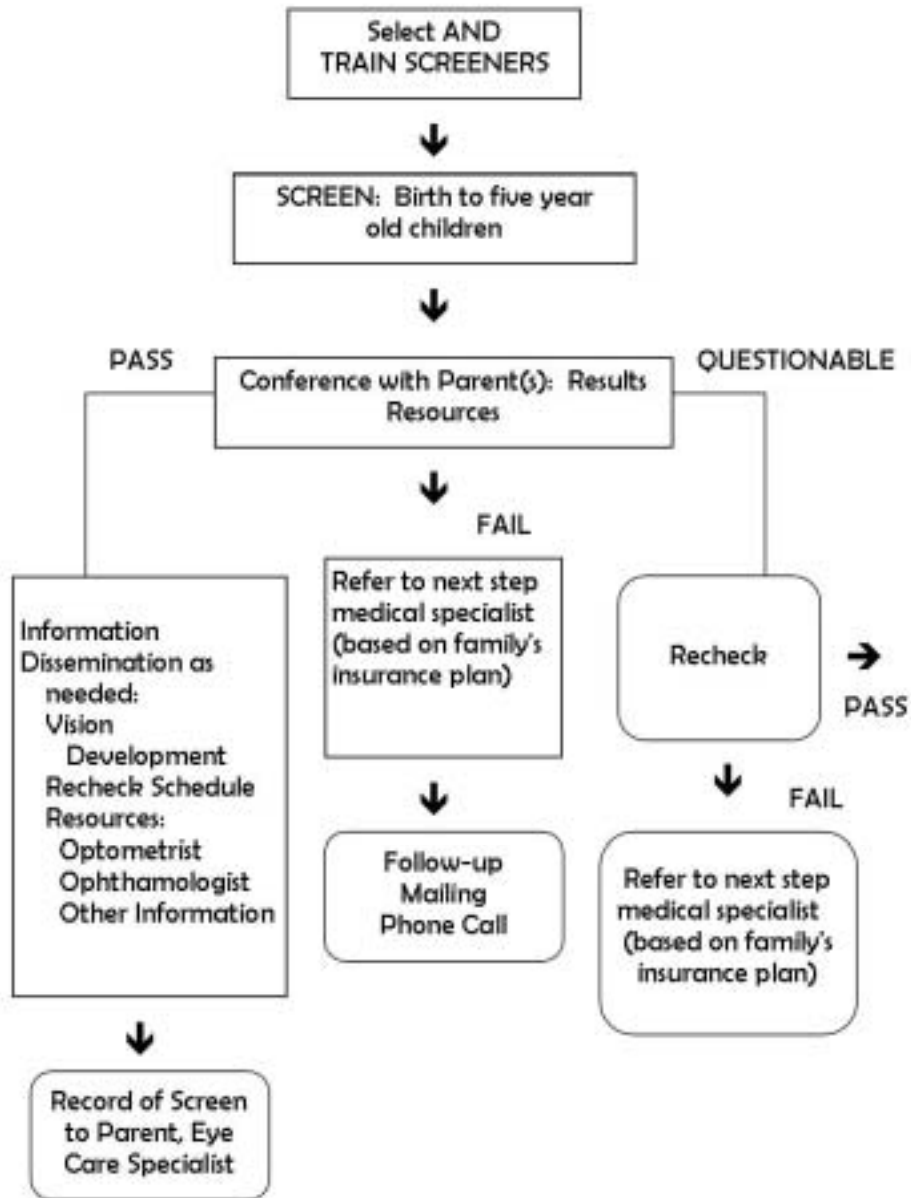 Select AND
TRAIN SCREENERS
SCREEN: Birth to five year
old children
PASS
QUESTIONABLE
Conference with Parent(s): Results
Resources
FAIL
Information
Dissemination as
needed:
Vision
Development
Recheck Schedule
Resources:
Optometrist
Ophthamologist
Other Information
Refer to next step
medical specialist
(based on family's
insurance plan)
Recheck
PASS
FAIL
Follow-up
Mailing
Phone Call
Refer to next step
medical specialist
(based on family's
insurance plan)
Record of Screen
to Parent, Eye
Care Specialist